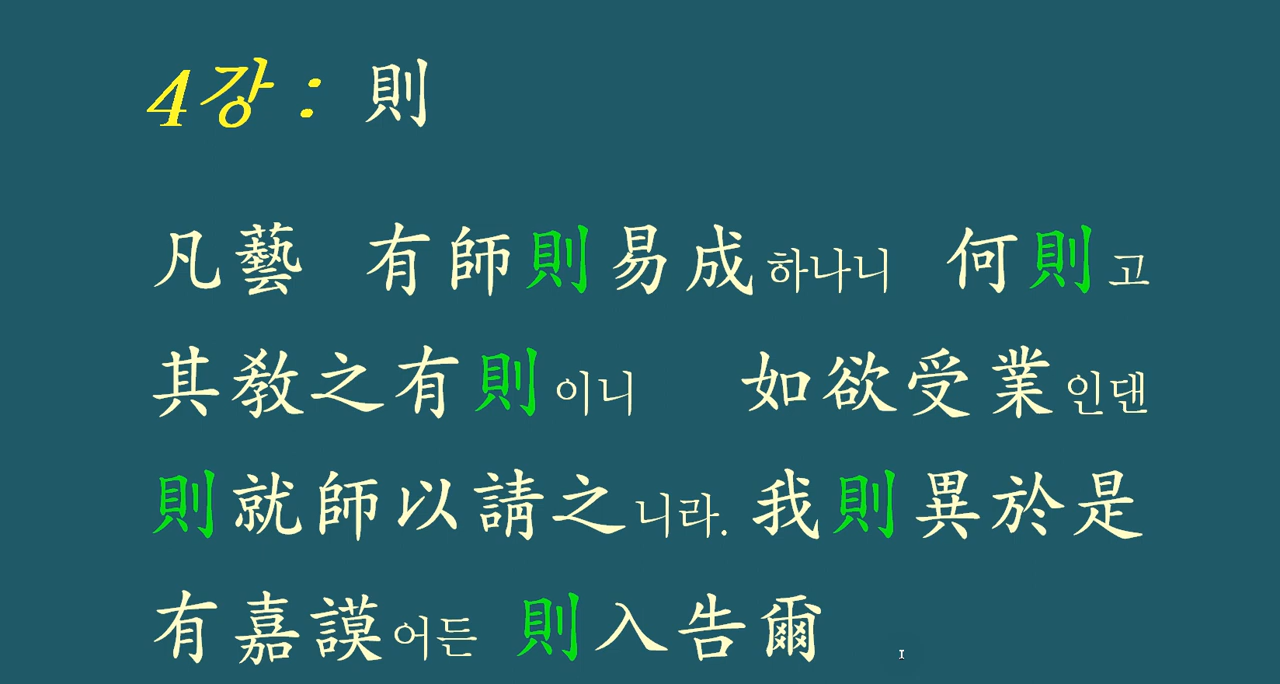 4강 : 則
凡藝 有師則易成하나니 何則고
其敎之有則이니 如欲受業인댄
則就師以請之니라. 我則異於是
有嘉謨어든 則入告爾